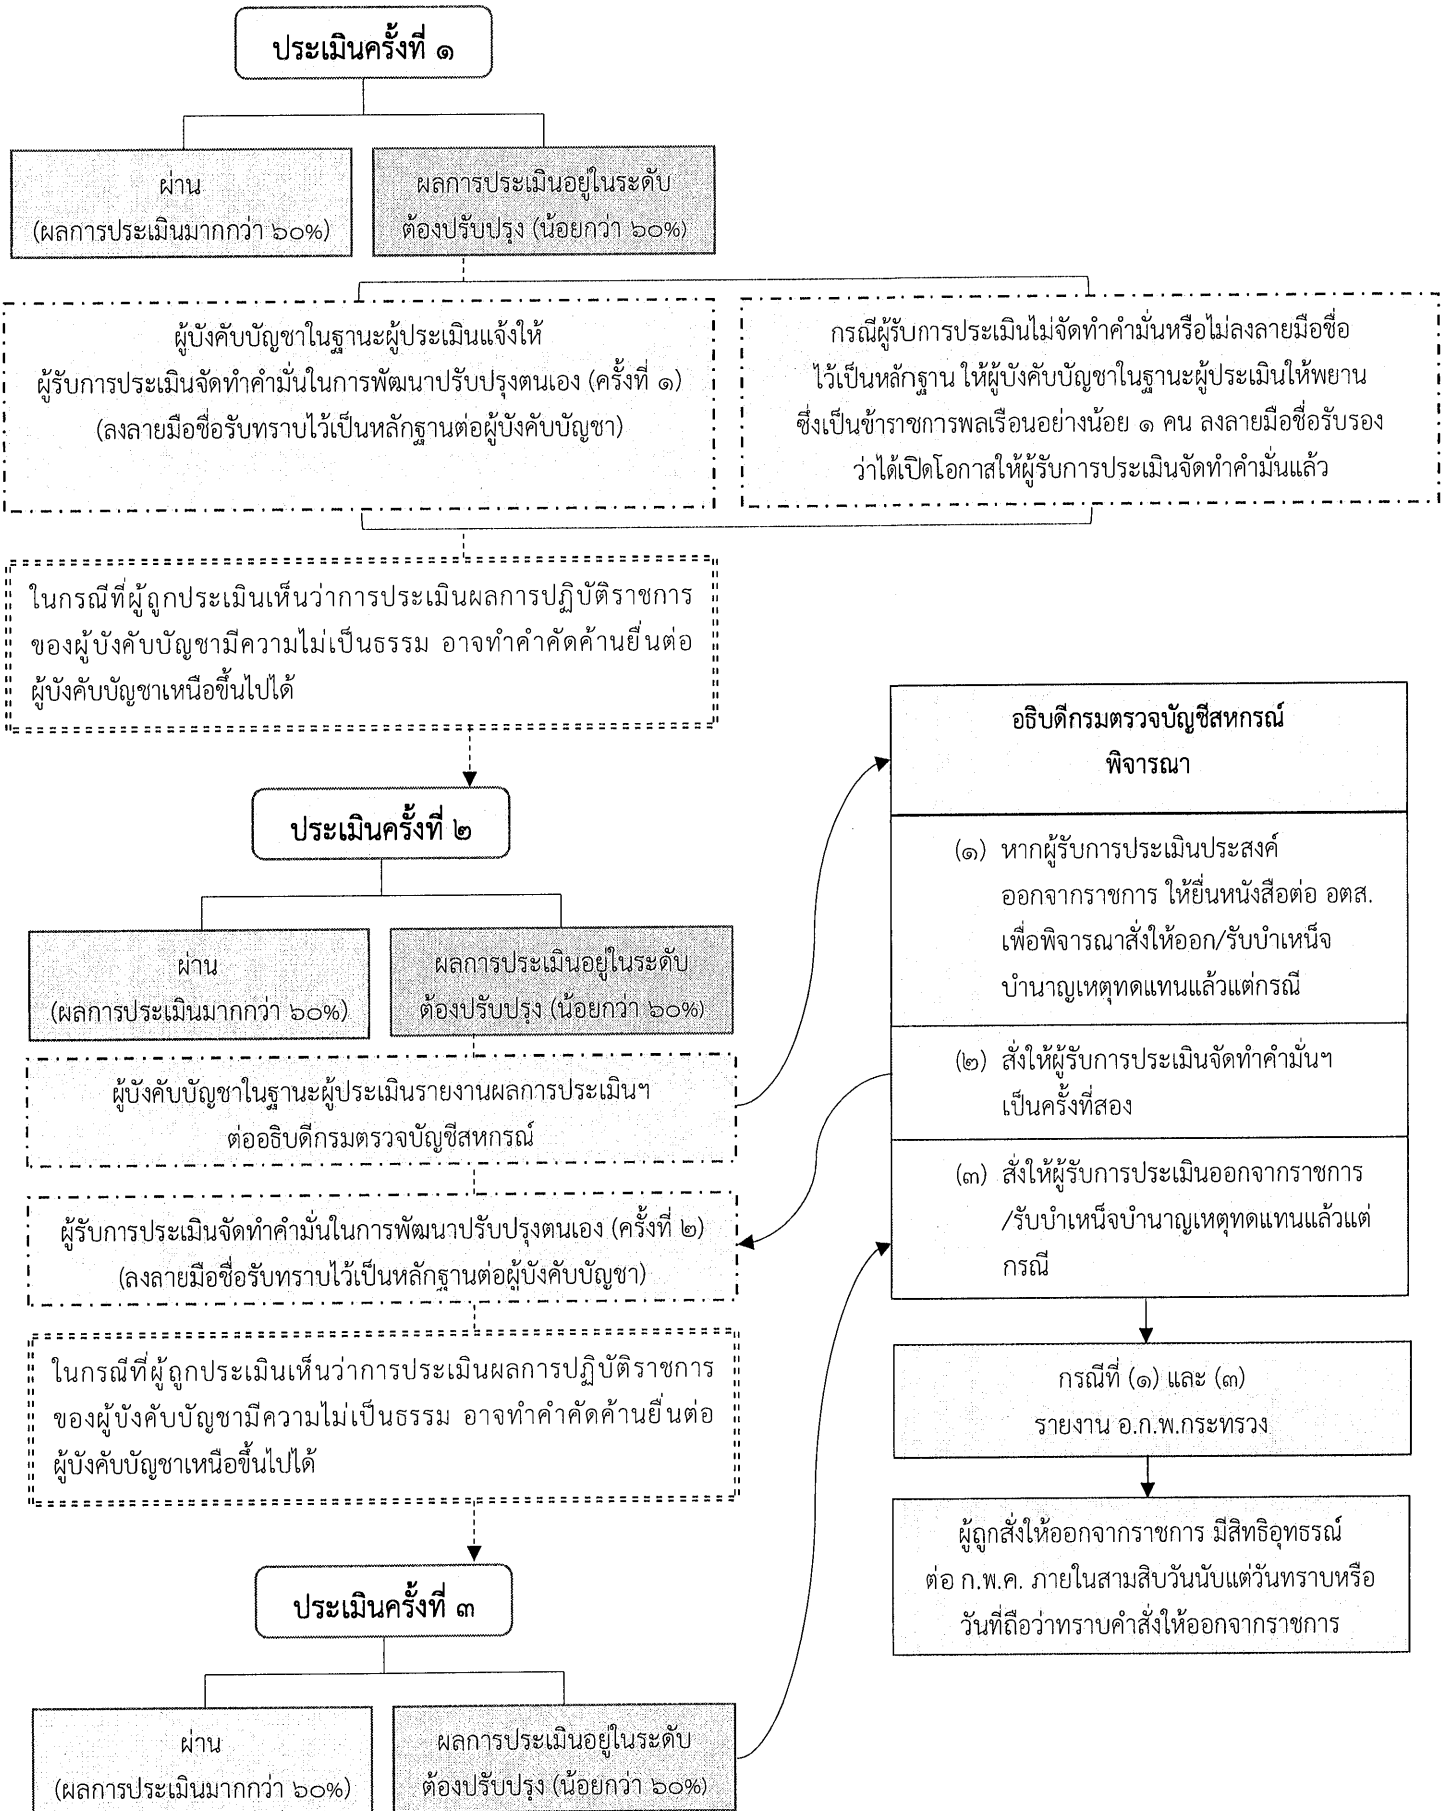 ประเมินครั้งที่ ๑
ผ่าน
(ผลการประเมินมากกว่า ๖๐%)
ผลการประเมินอยู่ในระดับ
ต้องปรับปรุง (น้อยกว่า ๖๐%)
ผู้บังคับบัญชาในฐานะผู้ประเมินแจ้งให้
ผู้รับการประเมินจัดทำคำมั่นในการพัฒนาปรับปรุงตนเอง (ครั้งที่ ๑)
(ลงลายมือชื่อรับทราบไว้เป็นหลักฐานต่อผู้บังคับบัญชา)
กรณีผู้รับการประเมินไม่จัดทำคำมั่นหรือไม่ลงลายมือชื่อ
ไว้เป็นหลักฐาน ให้ผู้บังคับบัญชาในฐานะผู้ประเมินให้พยาน
ซึ่งเป็นข้าราชการพลเรือนอย่างน้อย ๑ คน ลงลายมือชื่อรับรอง
ว่าได้เปิดโอกาสให้ผู้รับการประเมินจัดทำคำมั่นแล้ว
ในกรณีที่ผู้ถูกประเมินเห็นว่าการประเมินผลการปฏิบัติราชการ
ของผู้บังคับบัญชามีความไม่เป็นธรรม อาจทำคำคัดค้านยื่นต่อ
ผู้บังคับบัญชาเหนือขึ้นไปได้
ประเมินครั้งที่ ๒
ผ่าน
(ผลการประเมินมากกว่า ๖๐%)
ผลการประเมินอยู่ในระดับ
ต้องปรับปรุง (น้อยกว่า ๖๐%)
ผู้บังคับบัญชาในฐานะผู้ประเมินรายงานผลการประเมินฯ
ต่ออธิบดีกรมตรวจบัญชีสหกรณ์
ผู้รับการประเมินจัดทำคำมั่นในการพัฒนาปรับปรุงตนเอง (ครั้งที่ ๒)
(ลงลายมือชื่อรับทราบไว้เป็นหลักฐานต่อผู้บังคับบัญชา)
ในกรณีที่ผู้ถูกประเมินเห็นว่าการประเมินผลการปฏิบัติราชการ
ของผู้บังคับบัญชามีความไม่เป็นธรรม อาจทำคำคัดค้านยื่นต่อ
ผู้บังคับบัญชาเหนือขึ้นไปได้
ประเมินครั้งที่ ๓
ผ่าน
(ผลการประเมินมากกว่า ๖๐%)
ผลการประเมินอยู่ในระดับ
ต้องปรับปรุง (น้อยกว่า ๖๐%)
อธิบดีกรมตรวจบัญชีสหกรณ์
พิจารณา
(๑) หากผู้รับการประเมินประสงค์
ออกจากราชการ ให้ยื่นหนังสือต่อ อตส.
เพื่อพิจารณาสั่งให้ออก/รับบำเหน็จ
บำนาญเหตุทดแทนแล้วแต่กรณี
(๒) สั่งให้ผู้รับการประเมินจัดทำคำมั่นฯ
เป็นครั้งที่สอง
(๓) สั่งให้ผู้รับการประเมินออกจากราชการ
/รับบำเหน็จบำนาญเหตุทดแทนแล้วแต่
กรณี
กรณีที่ (๑) และ (๓)
รายงาน อ.ก.พ.กระทรวง
ผู้ถูกสั่งให้ออกจากราชการ มีสิทธิอุทธรณ์
ต่อ ก.พ.ค. ภายในสามสิบวันนับแต่วันทราบหรือ
วันที่ถือว่าทราบคำสั่งให้ออกจากราชการ